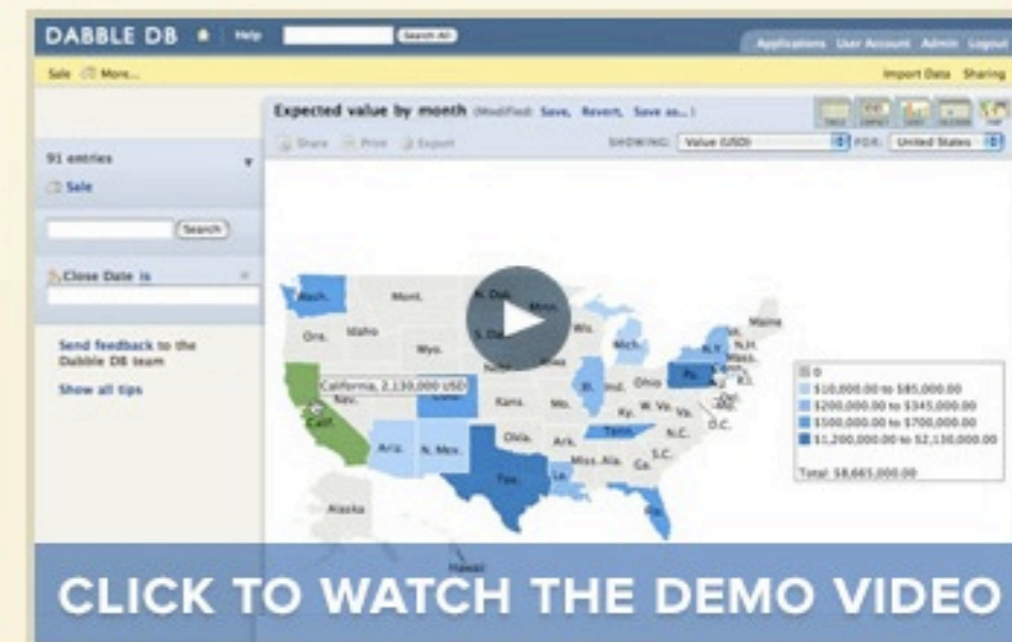 DABBLE DB Help Search All
Applications User Account Admin Logout
Sale More... Import Data Sharing
Expected value by month (Modified: Save, Revert, Save as...)
Share Print Export SHOWING: Value (USD) FOR: United States
91 entries
Sale
Search
Close Date is
Send feedback to the
Dabble DB team
Show all tips
Wash. Mont. N. Dak. Minn. Maine
Ore. Idaho S. Dak. Wis. Mich. N.Y. N.H.
Wyo. Mass.
Nev. Ill. Ind. Ohio Pa. R.I.
California, 2,130,000 USD
Calif. Kans. Mo. Ky. W. Va. Va. D.C.
Ariz. N. Mex. Okla. Ark. Tenn. N.C.
Miss. Ala. Ga. S.C.
Tex. La. Fla.
Alaska
Hawaii
0
$10,000.00 to $85,000.00
$200,000.00 to $345,000.00
$500,000.00 to $700,000.00
$1,200,000.00 to $2,130,000.00
Total: $8,665,000.00
CLICK TO WATCH THE DEMO VIDEO